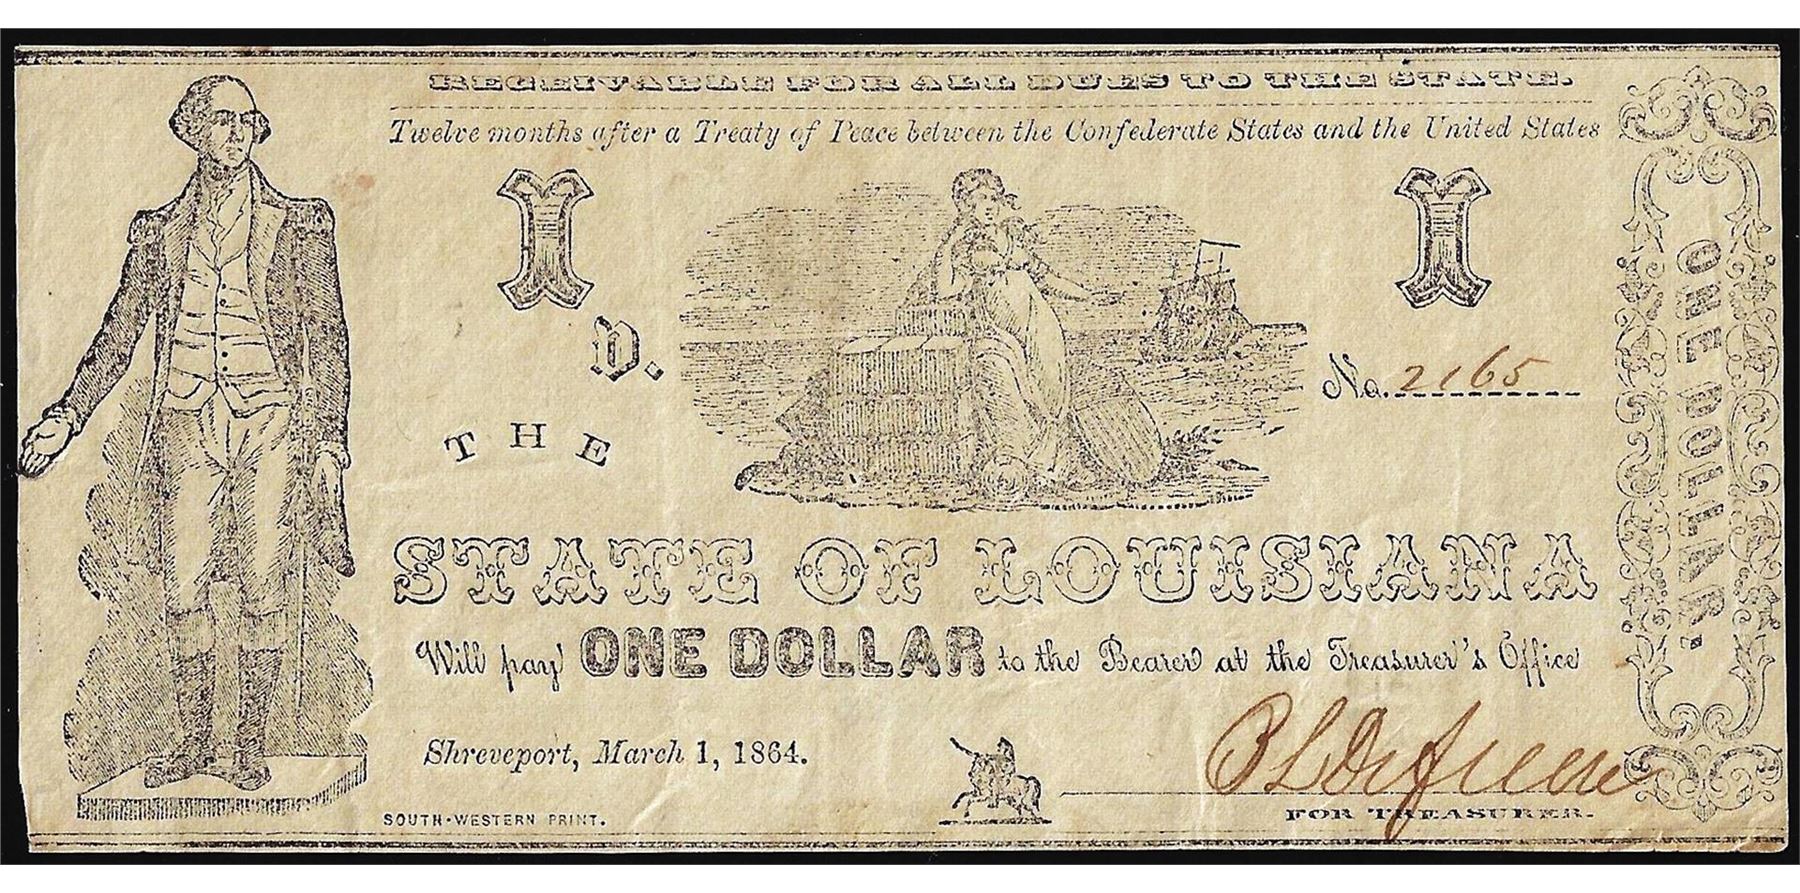 RECEIVABLE FOR ALL DUES TO THE STATE.
Twelve months after a Treaty of Peace between the Confederate States and the United States
I I
D.
No. 2165
THE
STATE OF LOUISIANA
Will pay ONE DOLLAR to the Bearer at the Treasurer's Office
Shreveport, March 1, 1864.
FOR TREASURER.
SOUTH-WESTERN PRINT.
ONE DOLLAR.